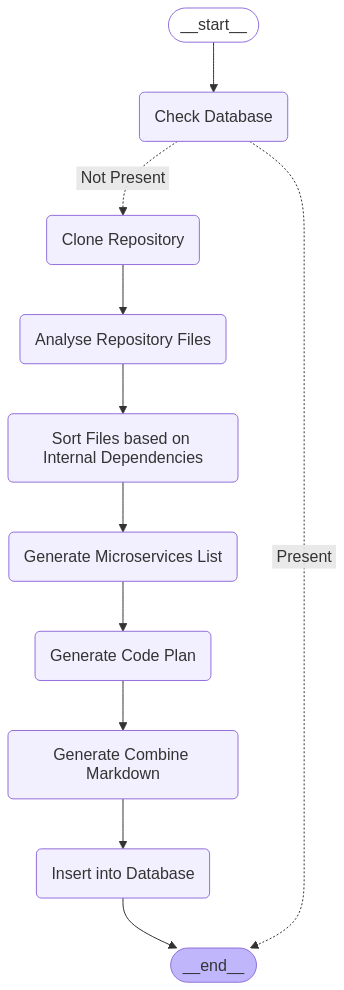 __start__
Check Database
Not Present
Clone Repository
Analyse Repository Files
Sort Files based on
Internal Dependencies
Generate Microservices List
Present
Generate Code Plan
Generate Combine
Markdown
Insert into Database
__end__